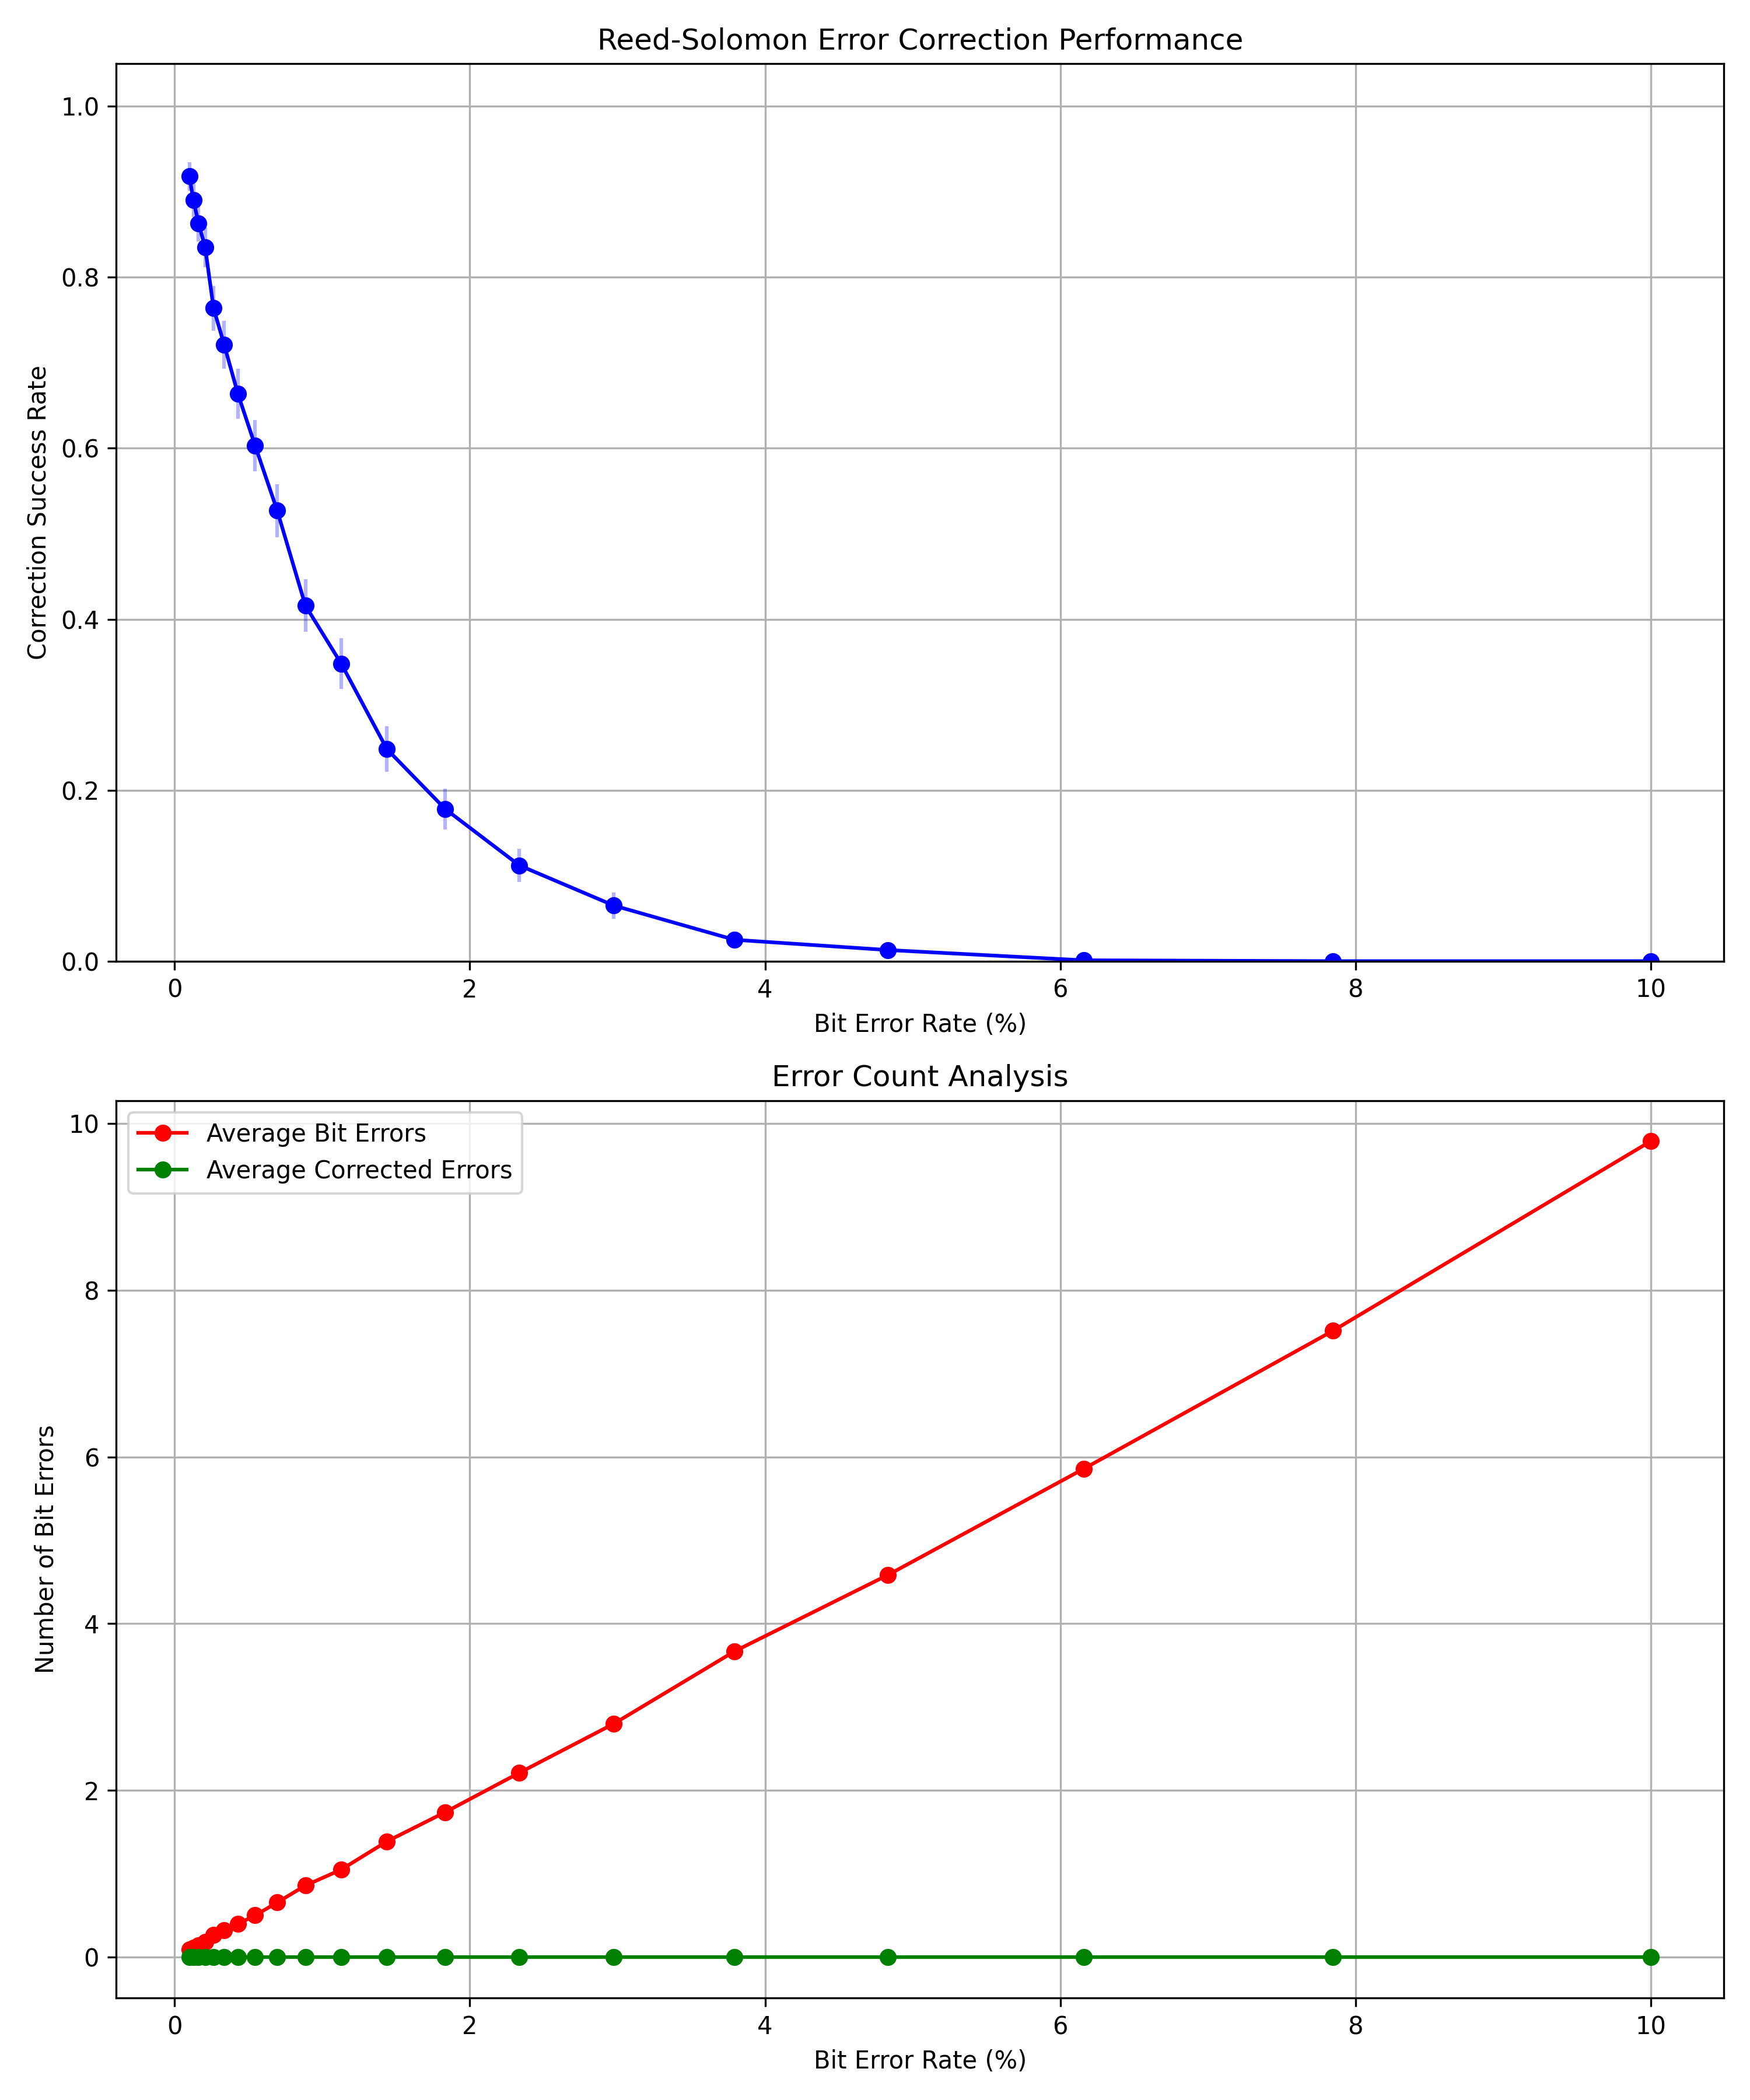 Reed-Solomon Error Correction Performance
1.0
0.8
0.6
0.4
0.2
0.0
Correction Success Rate
0 2 4 6 8 10
Bit Error Rate (%)
Error Count Analysis
Average Bit Errors
Average Corrected Errors
10
8
6
4
2
0
Number of Bit Errors
0 2 4 6 8 10
Bit Error Rate (%)